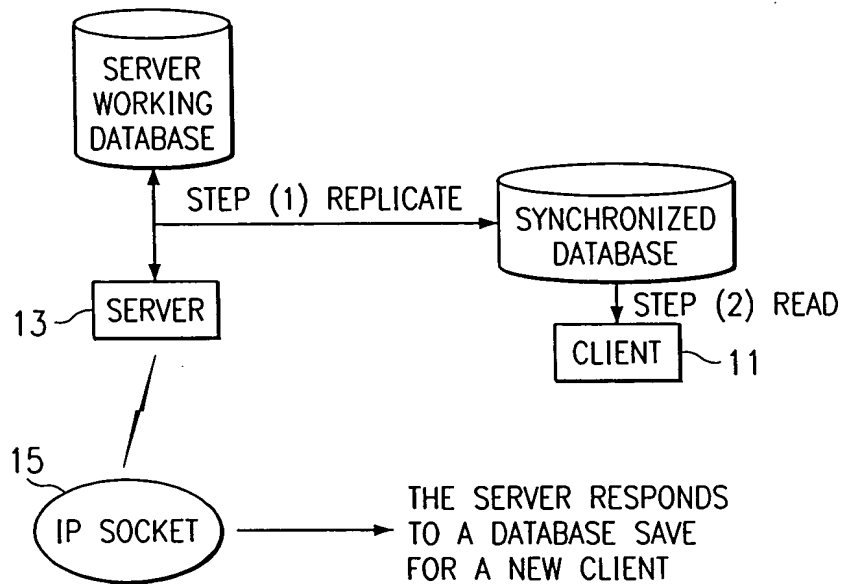 SERVER
WORKING
DATABASE
STEP (1) REPLICATE
SYNCHRONIZED
DATABASE
13
SERVER
STEP (2) READ
CLIENT
11
15
IP SOCKET
THE SERVER RESPONDS
TO A DATABASE SAVE
FOR A NEW CLIENT